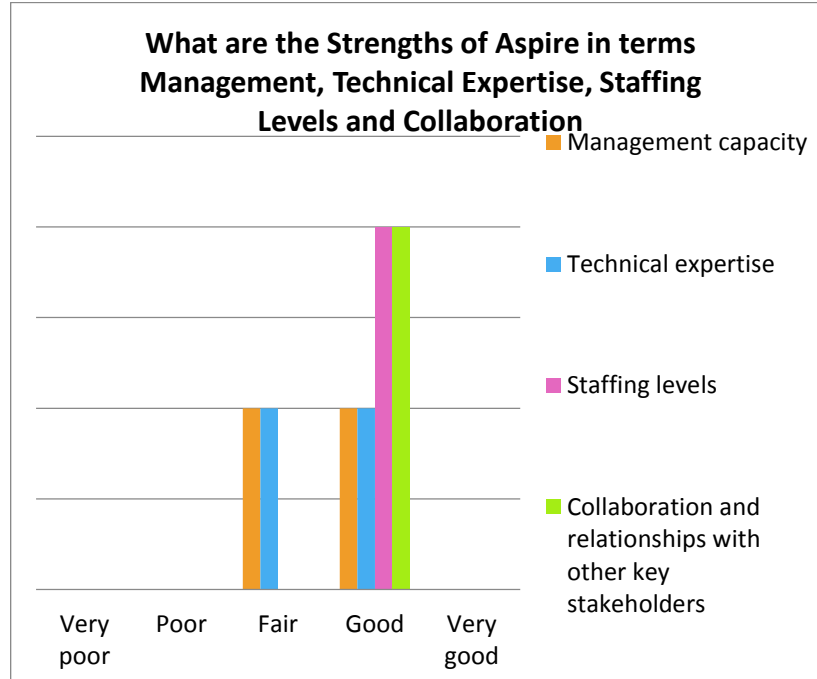 What are the Strengths of Aspire in terms
Management, Technical Expertise, Staffing
Levels and Collaboration
Management capacity
Technical expertise
Staffing levels
Collaboration and
relationships with
other key
stakeholders
Very
poor
Poor
Fair
Good
Very
good